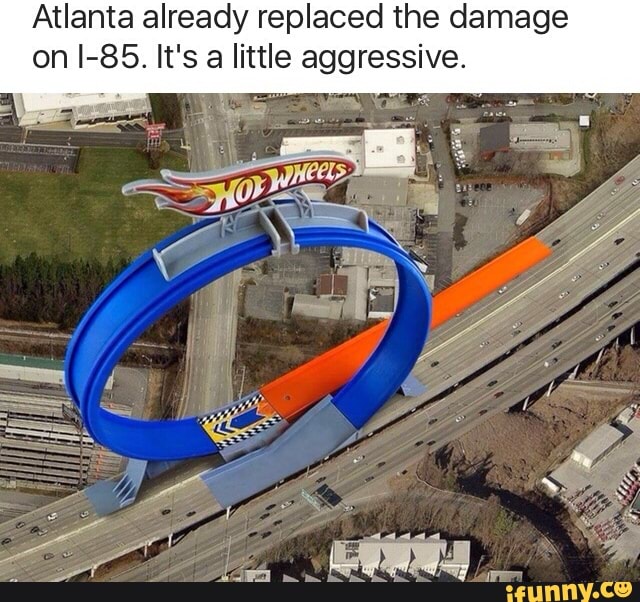 Atlanta already replaced the damage
on I-85. It's a little aggressive.
HOT WHEELS
ifunny.co